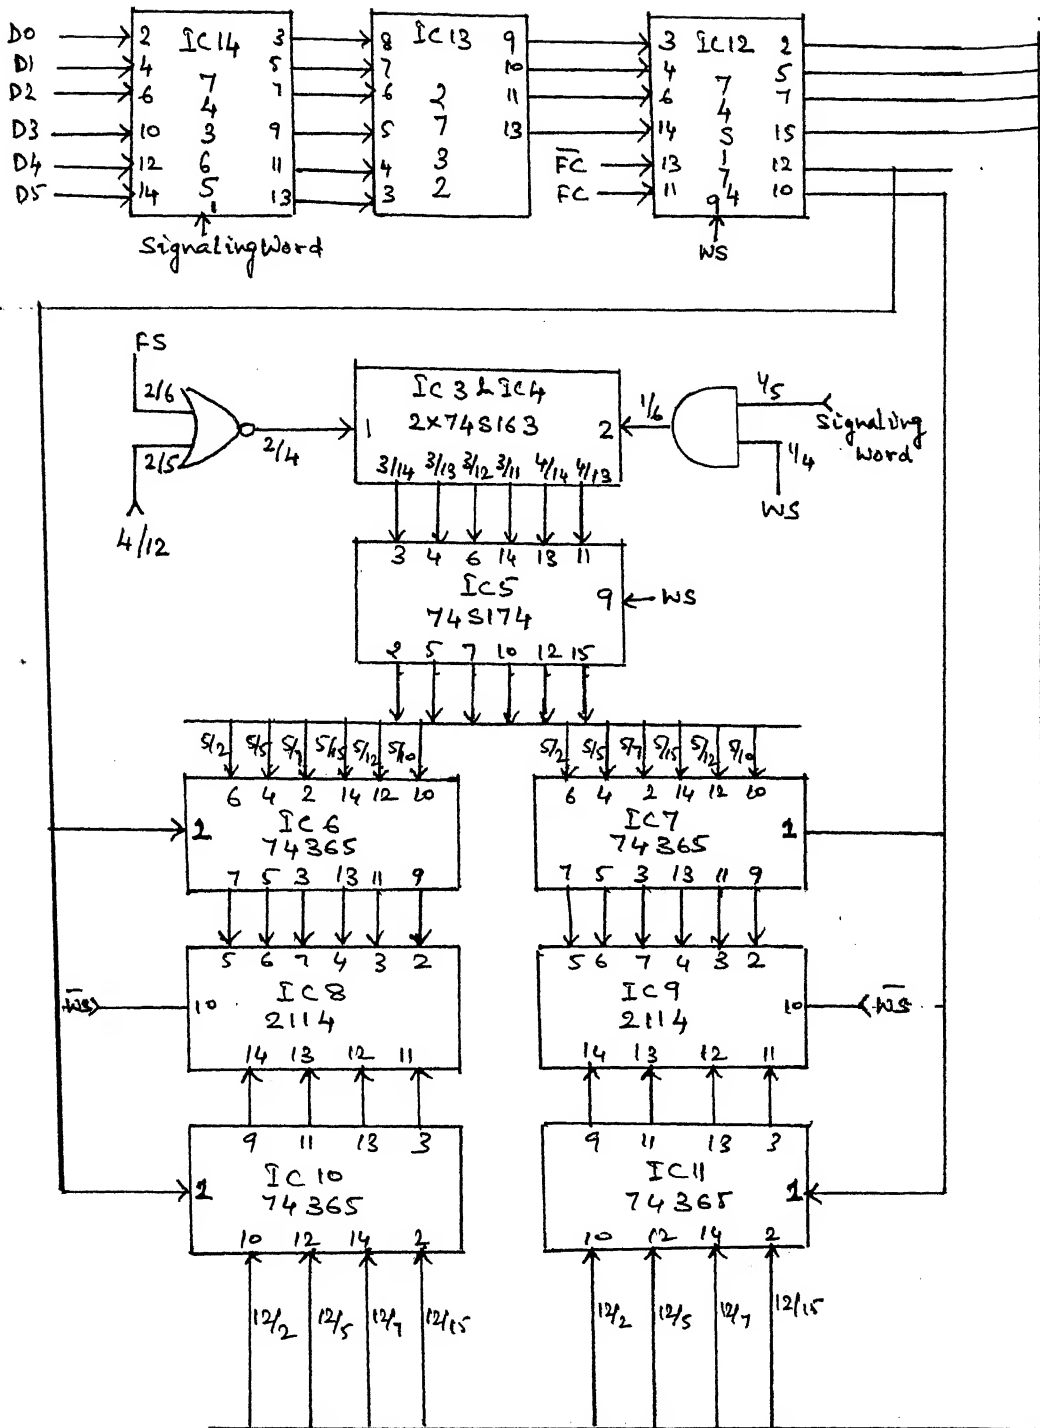 D0 2 IC14 3 8 IC13 9 3 IC12 2
D1 4 5 7 10 4 5
D2 6 7 7 6 2 11 6 7 7
4 4
D3 10 3 9 5 7 13 14 S 15
D4 12 6 11 4 3 F̅C̅ 13 1 12
D5 14 5 13 3 2 FC 11 7 10
1 9 4
Signaling Word WS
FS
2/6 IC 3 & IC4 1/5
1 2X74S163 2 1/6 Signaling Word
2/5 2/4 3/14 3/13 3/12 3/11 4/14 4/13 1/4
4/12 WS
3 4 6 14 13 11
IC5 9 WS
74S174
2 5 7 10 12 15
5/2 5/5 5/7 5/15 5/12 5/10 5/2 5/5 5/7 5/15 5/12 5/10
6 4 2 14 12 10 6 4 2 14 12 10
1 IC6 IC7 1
74365 74365
7 5 3 13 11 9 7 5 3 13 11 9
5 6 7 4 3 2 5 6 7 4 3 2
W̅S̅ 10 IC8 IC9 10 W̅S̅
2114 2114
14 13 12 11 14 13 12 11
9 11 13 3 9 11 13 3
1 IC10 IC11 1
74365 74365
10 12 14 2 10 12 14 2
12/2 12/5 12/7 12/15 12/2 12/5 12/7 12/15